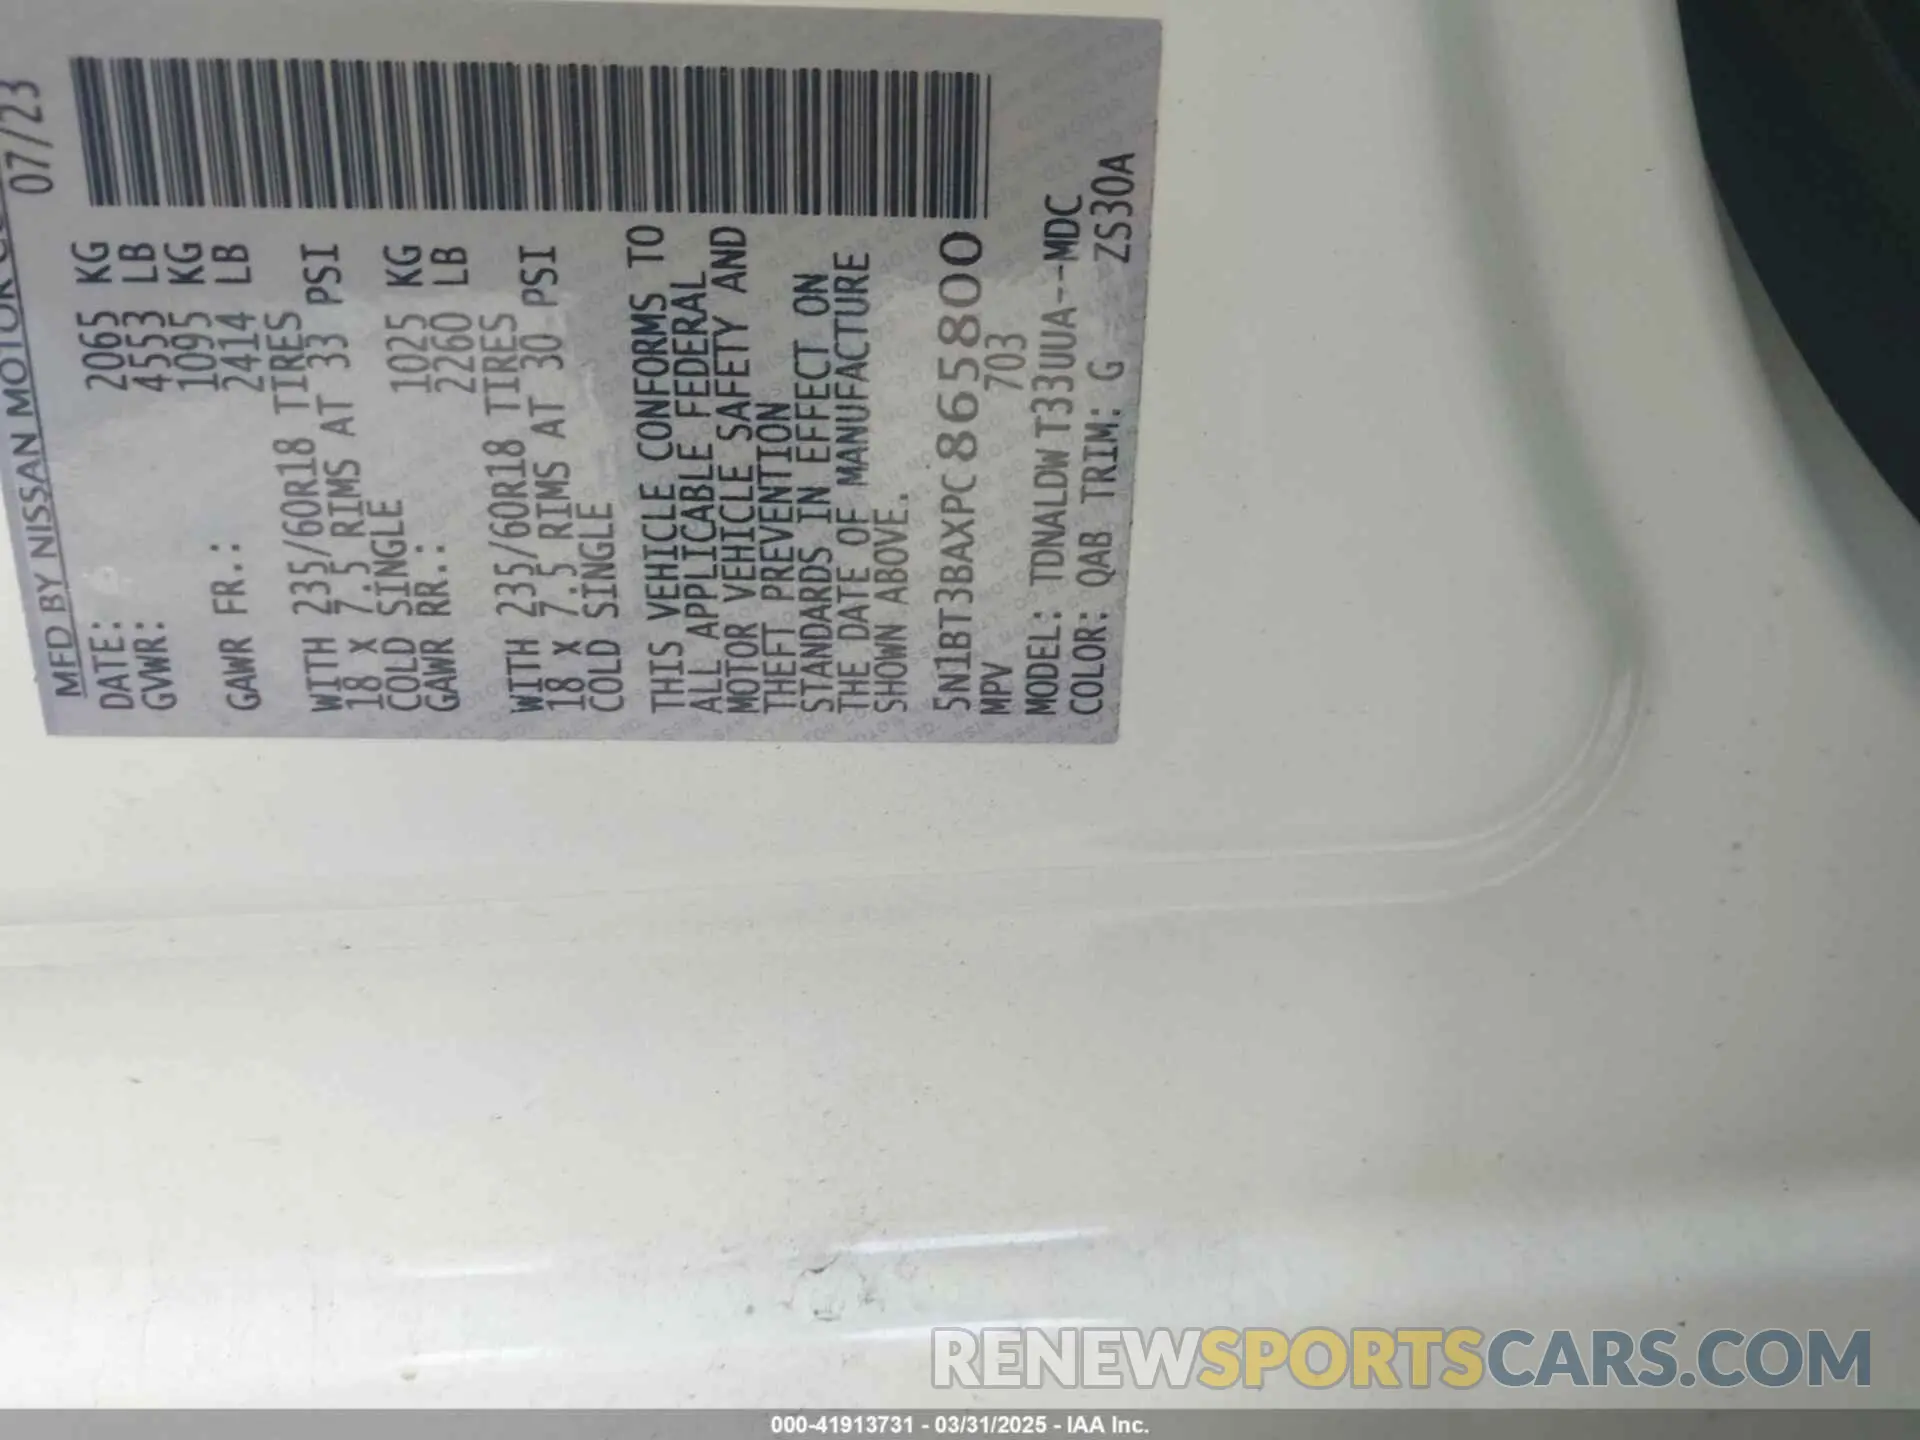 MFD BY NISSAN MOTOR
DATE: 07/23
GVWR: 2065 KG
4553 LB
1095 KG
GAWR FR.: 2414 LB
WITH 235/60R18 TIRES
18 X 7.5 RIMS AT 33 PSI
COLD SINGLE 1025 KG
GAWR RR.: 2260 LB
WITH 235/60R18 TIRES
18 X 7.5 RIMS AT 30 PSI
COLD SINGLE
THIS VEHICLE CONFORMS TO
ALL APPLICABLE FEDERAL
MOTOR VEHICLE SAFETY AND
THEFT PREVENTION
STANDARDS IN EFFECT ON
THE DATE OF MANUFACTURE
SHOWN ABOVE.
5N1BT3BAXPC865800
MPV 703
MODEL: TDNALDW T33UUA--MDC
COLOR: QAB TRIM: G ZS30A
RENEWSPORTSCARS.COM
000-41913731 - 03/31/2025 - IAA Inc.